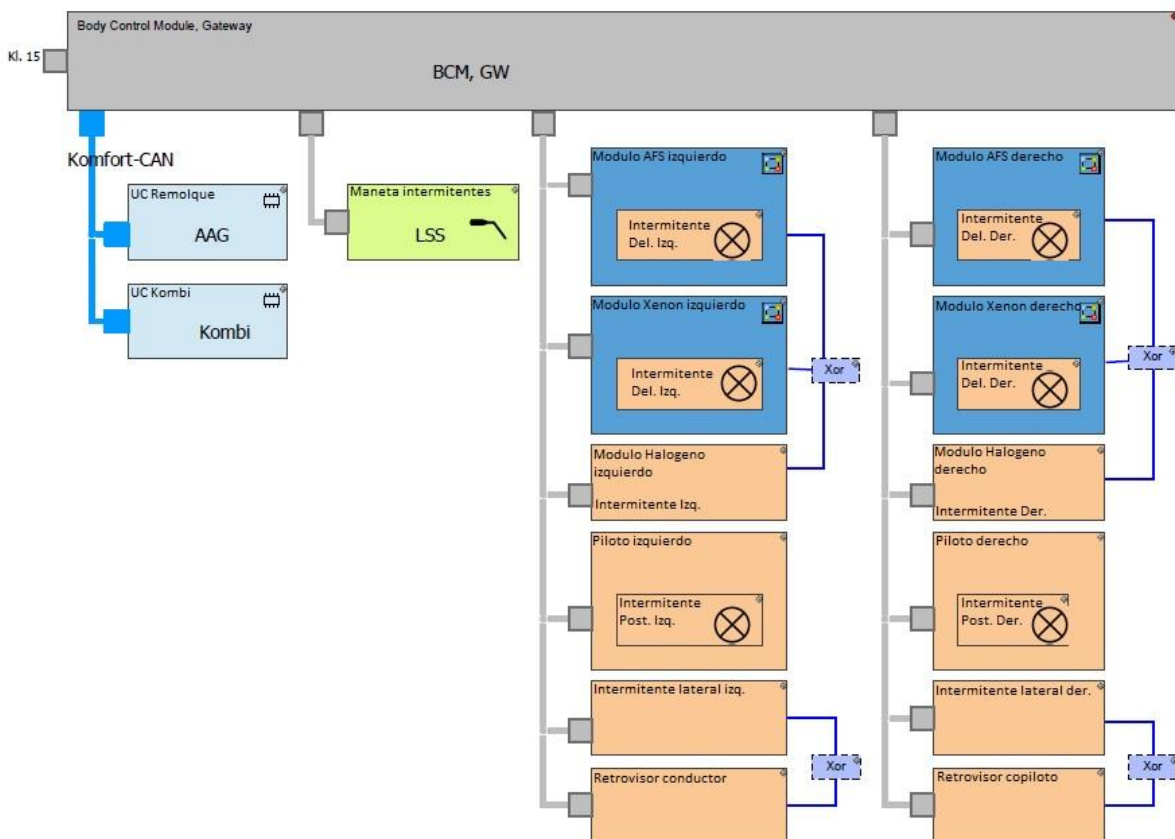 Body Control Module, Gateway
Kl. 15
BCM, GW
Komfort-CAN
UC Remolque
AAG
UC Kombi
Kombi
Maneta intermitentes
LSS
Modulo AFS izquierdo
Intermitente
Del. Izq.
Modulo Xenon izquierdo
Intermitente
Del. Izq.
Xor
Modulo Halogeno
izquierdo
Intermitente Izq.
Piloto izquierdo
Intermitente
Post. Izq.
Intermitente lateral izq.
Xor
Retrovisor conductor
Modulo AFS derecho
Intermitente
Del. Der.
Modulo Xenon derecho
Intermitente
Del. Der.
Xor
Modulo Halogeno
derecho
Intermitente Der.
Piloto derecho
Intermitente
Post. Der.
Intermitente lateral der.
Xor
Retrovisor copiloto